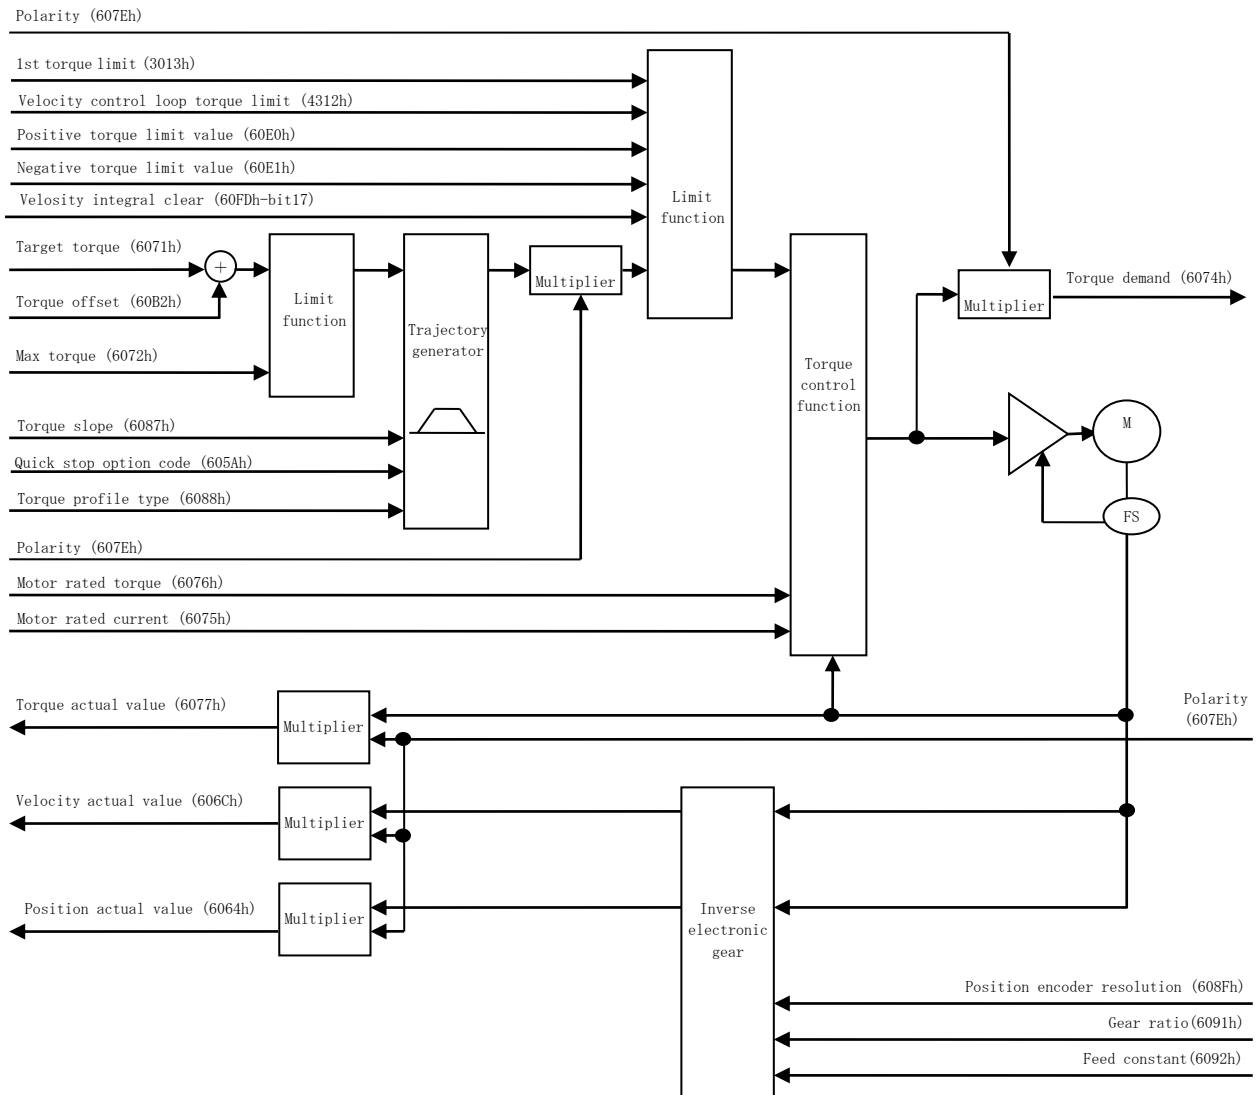 Polarity (607Eh)
1st torque limit (3013h)
Velocity control loop torque limit (4312h)
Positive torque limit value (60E0h)
Negative torque limit value (60E1h)
Velosity integral clear (60FDh-bit17)
Limit
function
Target torque (6071h)
+
Torque offset (60B2h)
Max torque (6072h)
Limit
function
Trajectory
generator
Multiplier
Torque
control
function
Multiplier
Torque demand (6074h)
M
FS
Torque slope (6087h)
Quick stop option code (605Ah)
Torque profile type (6088h)
Polarity (607Eh)
Motor rated torque (6076h)
Motor rated current (6075h)
Torque actual value (6077h)
Multiplier
Polarity
(607Eh)
Velocity actual value (606Ch)
Multiplier
Position actual value (6064h)
Multiplier
Inverse
electronic
gear
Position encoder resolution (608Fh)
Gear ratio(6091h)
Feed constant(6092h)